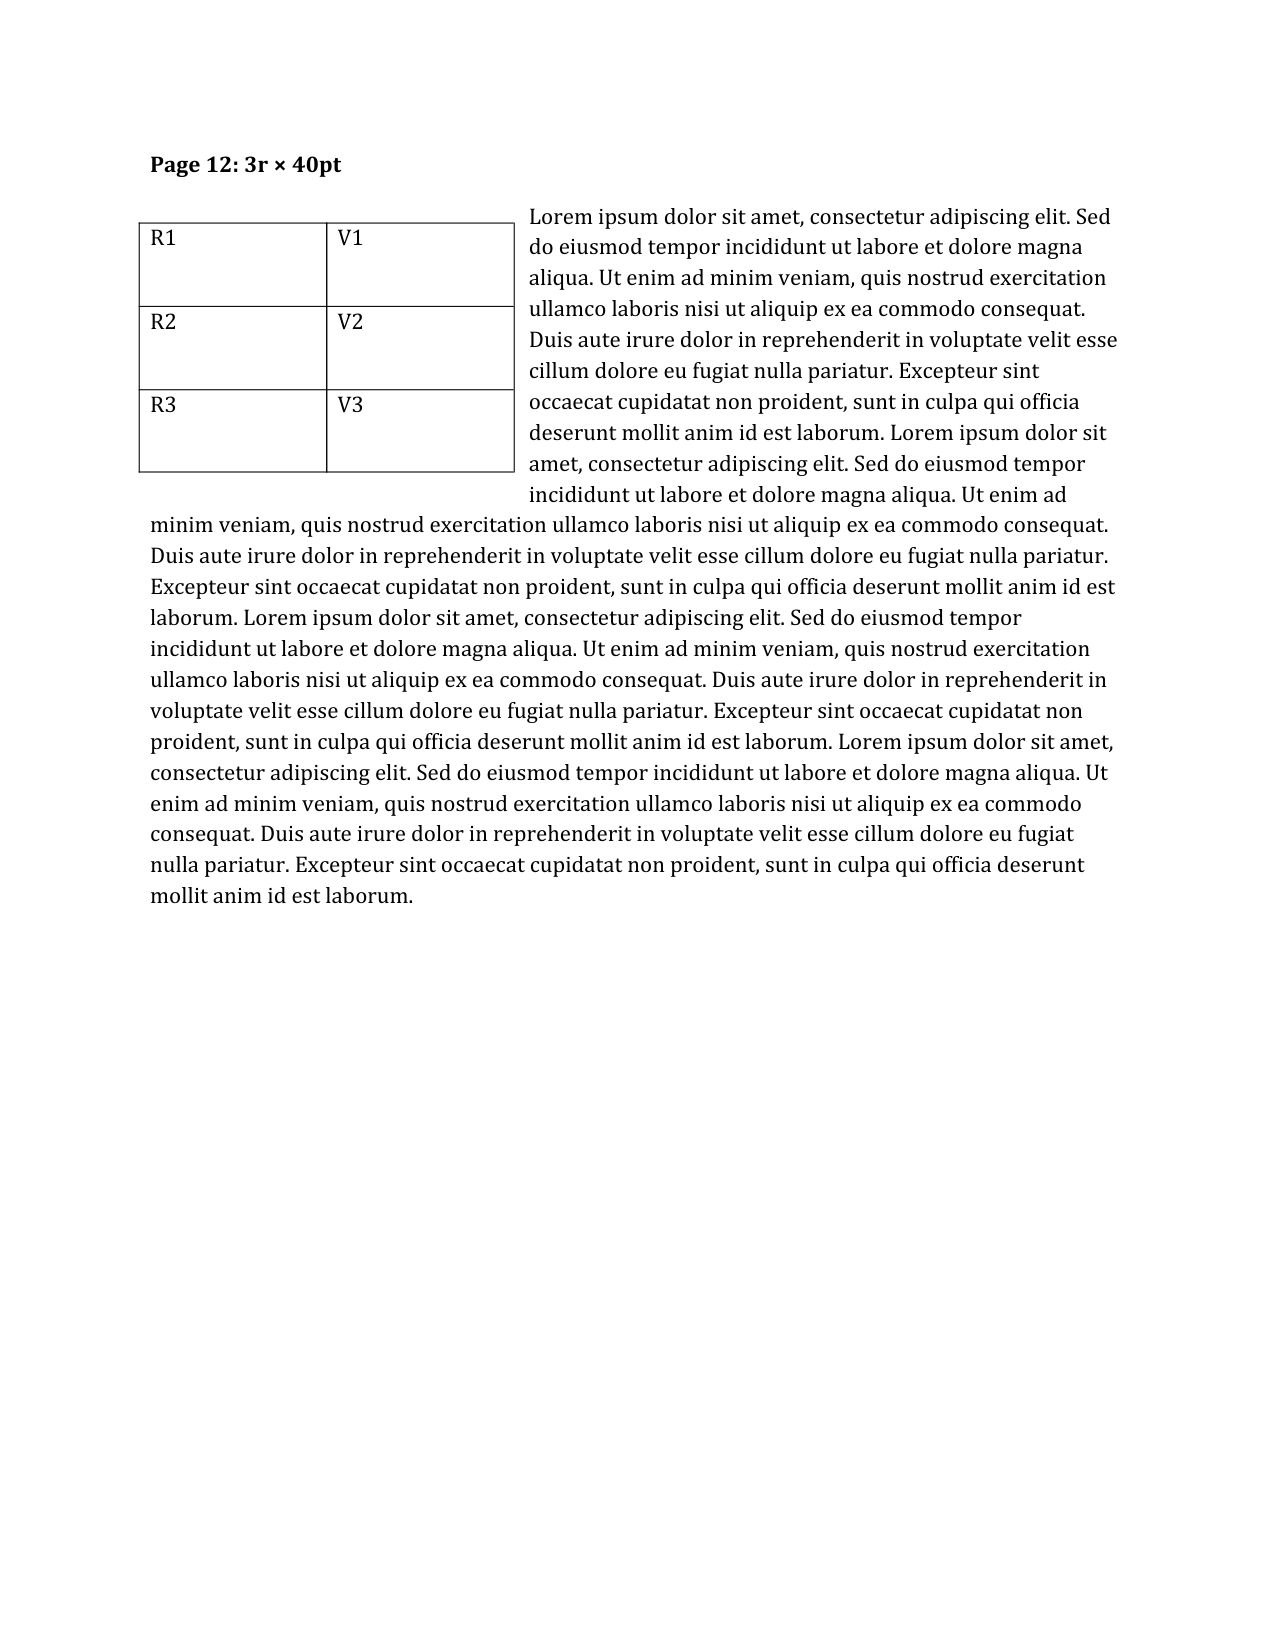 Page 12: 3r × 40pt
R1 V1
R2 V2
R3 V3
Lorem ipsum dolor sit amet, consectetur adipiscing elit. Sed
do eiusmod tempor incididunt ut labore et dolore magna
aliqua. Ut enim ad minim veniam, quis nostrud exercitation
ullamco laboris nisi ut aliquip ex ea commodo consequat.
Duis aute irure dolor in reprehenderit in voluptate velit esse
cillum dolore eu fugiat nulla pariatur. Excepteur sint
occaecat cupidatat non proident, sunt in culpa qui officia
deserunt mollit anim id est laborum. Lorem ipsum dolor sit
amet, consectetur adipiscing elit. Sed do eiusmod tempor
incididunt ut labore et dolore magna aliqua. Ut enim ad
minim veniam, quis nostrud exercitation ullamco laboris nisi ut aliquip ex ea commodo consequat.
Duis aute irure dolor in reprehenderit in voluptate velit esse cillum dolore eu fugiat nulla pariatur.
Excepteur sint occaecat cupidatat non proident, sunt in culpa qui officia deserunt mollit anim id est
laborum. Lorem ipsum dolor sit amet, consectetur adipiscing elit. Sed do eiusmod tempor
incididunt ut labore et dolore magna aliqua. Ut enim ad minim veniam, quis nostrud exercitation
ullamco laboris nisi ut aliquip ex ea commodo consequat. Duis aute irure dolor in reprehenderit in
voluptate velit esse cillum dolore eu fugiat nulla pariatur. Excepteur sint occaecat cupidatat non
proident, sunt in culpa qui officia deserunt mollit anim id est laborum. Lorem ipsum dolor sit amet,
consectetur adipiscing elit. Sed do eiusmod tempor incididunt ut labore et dolore magna aliqua. Ut
enim ad minim veniam, quis nostrud exercitation ullamco laboris nisi ut aliquip ex ea commodo
consequat. Duis aute irure dolor in reprehenderit in voluptate velit esse cillum dolore eu fugiat
nulla pariatur. Excepteur sint occaecat cupidatat non proident, sunt in culpa qui officia deserunt
mollit anim id est laborum.